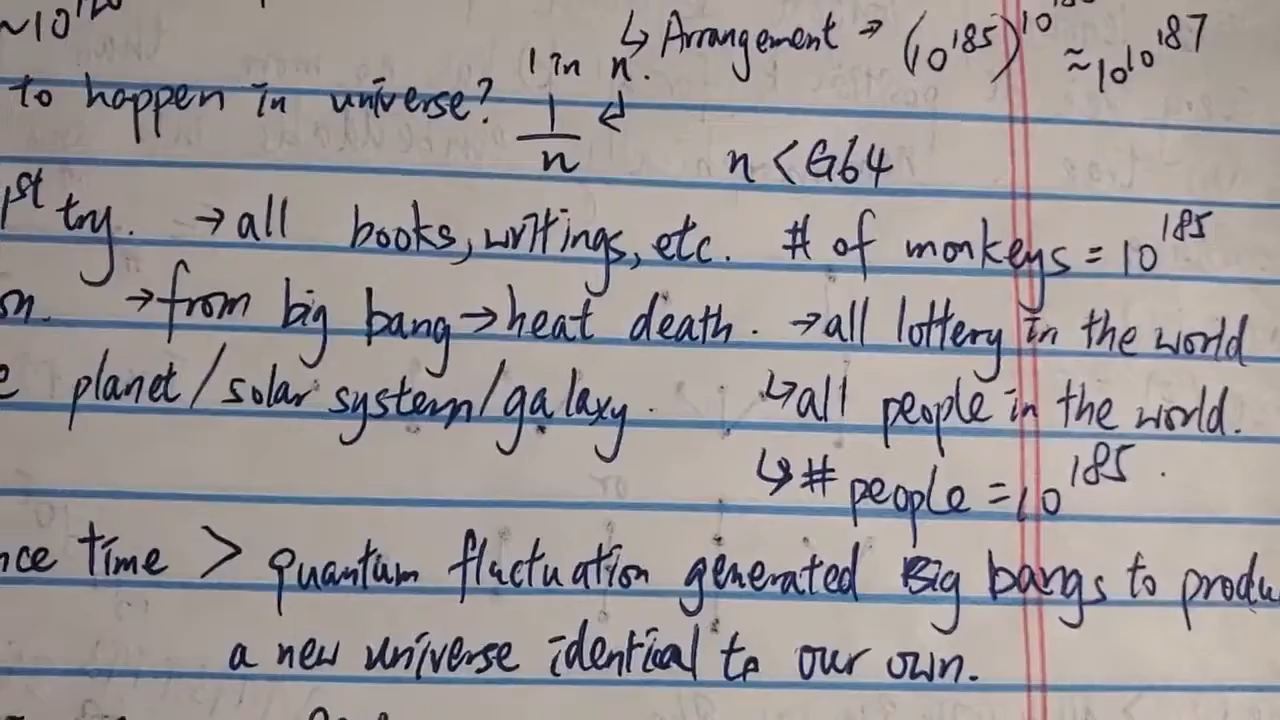 ~10
↳ Arrangement → (10^185)^10 ≈ 10^10^187
1 in n.
to happen in universe? 1/n ↲ n < G64
1st try. → all books, writings, etc. # of monkeys = 10^185
→ from big bang → heat death. → all lottery in the world
planet/solar system/galaxy. ↳ all people in the world.
↳ # people = 10^185.
time > quantum fluctuation generated Big bangs to produ
a new universe identical to our own.